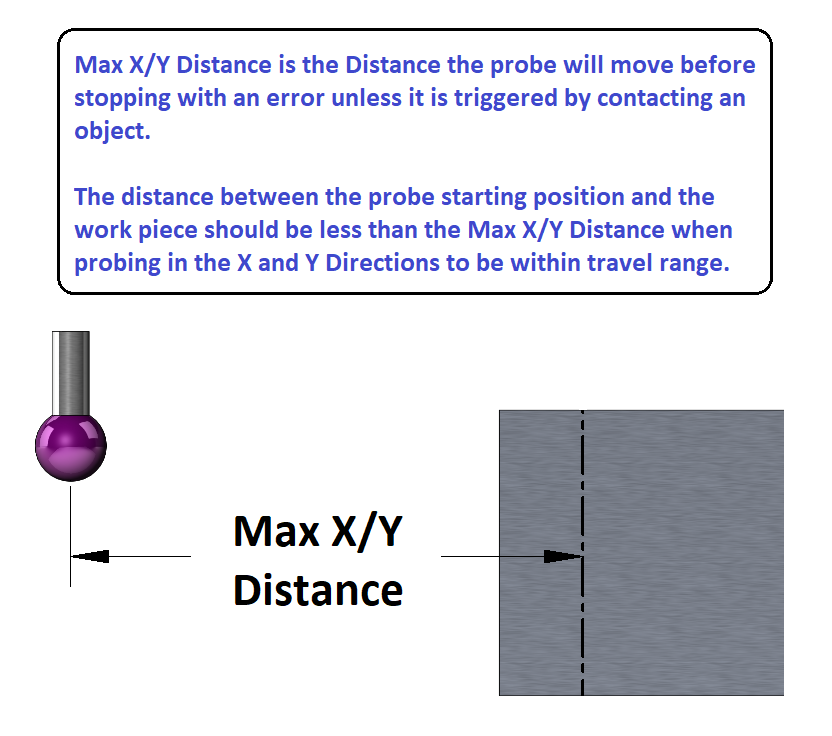 Max X/Y Distance is the Distance the probe will move before
stopping with an error unless it is triggered by contacting an
object.
The distance between the probe starting position and the
work piece should be less than the Max X/Y Distance when
probing in the X and Y Directions to be within travel range.
Max X/Y
Distance